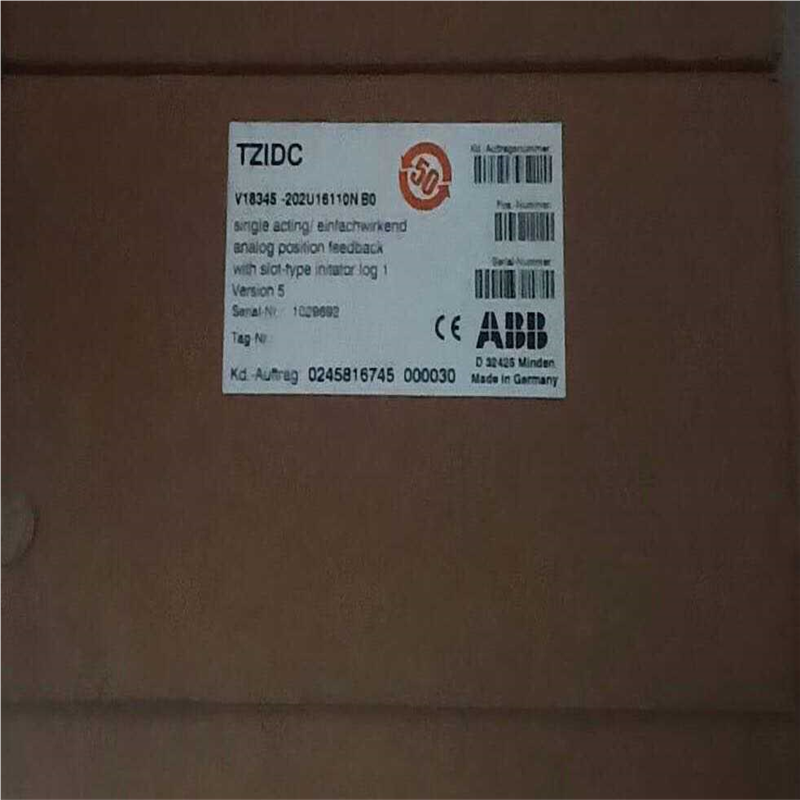 TZIDC
50
V18345 -202U16110N B0
single acting/ einfachwirkend
analog position feedback
with slot-type initator log 1
Version 5
Serial-Nr.: 1029692
Tag-Nr.
Kd.-Auftrag 0245816745 000030
Kd. Auftragsnummer
Pos.-Nummer
Serial-Nummer
CE ABB
D 32425 Minden
Made in Germany